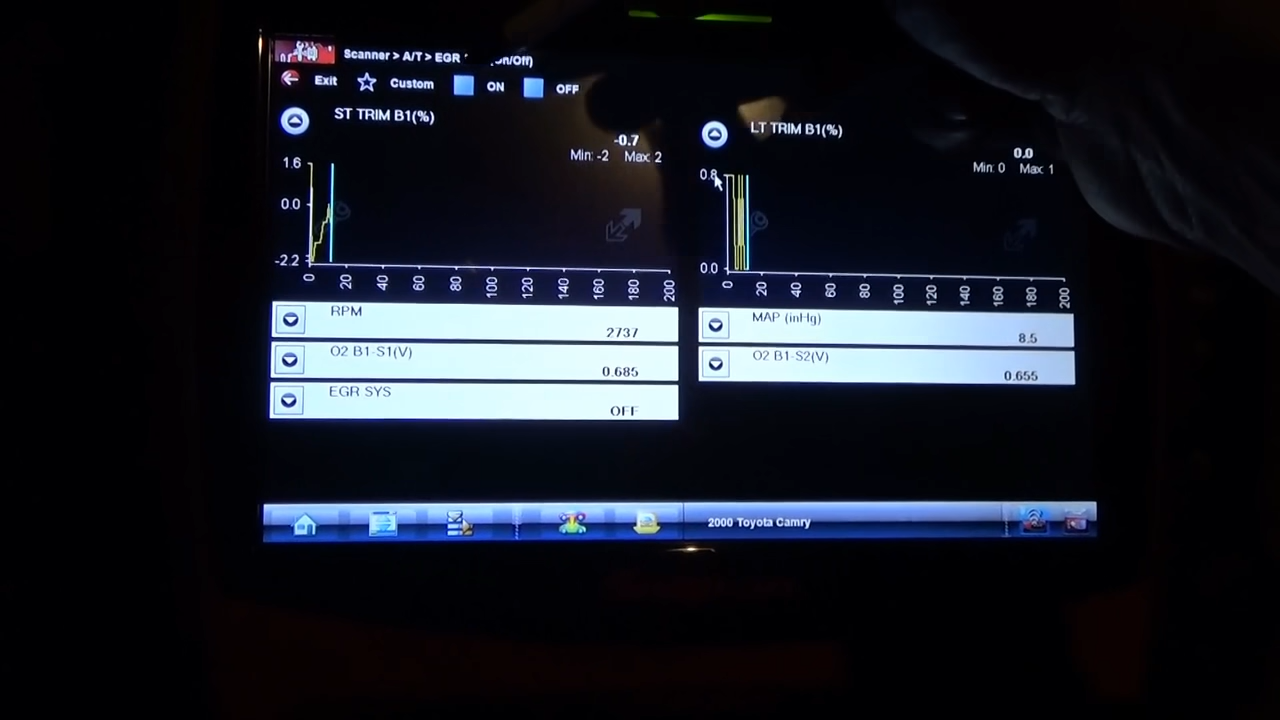 Scanner > A/T > EGR
On/Off)
Exit Custom ON OFF
ST TRIM B1(%)
-0.7
Min: -2 Max: 2
1.6
0.0
-2.2
0 20 40 60 80 100 120 140 160 180 200
LT TRIM B1(%)
0.0
Min: 0 Max: 1
0.8
0.0
0 20 40 60 80 100 120 140 160 180 200
RPM
2737
MAP (inHg)
8.5
O2 B1-S1(V)
0.685
O2 B1-S2(V)
0.655
EGR SYS
OFF
2000 Toyota Camry